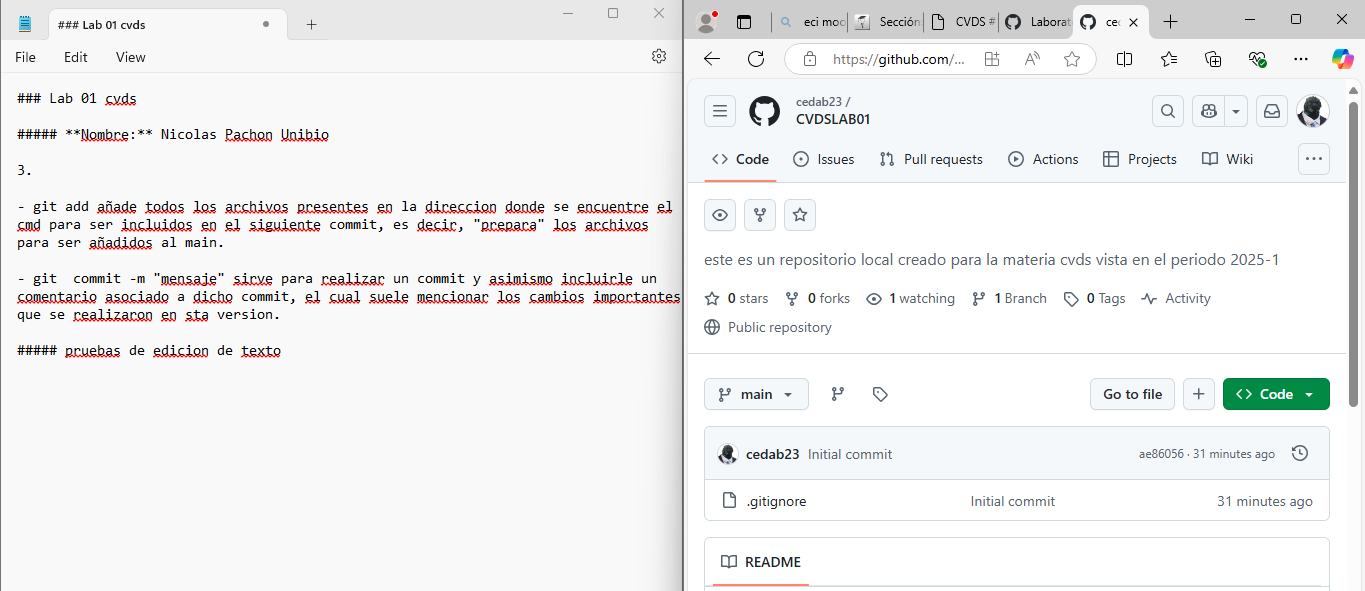 ### Lab 01 cvds
File Edit View
### Lab 01 cvds
##### **Nombre:** Nicolas Pachon Unibio
3.
- git add añade todos los archivos presentes en la direccion donde se encuentre el
cmd para ser incluidos en el siguiente commit, es decir, "prepara" los archivos
para ser añadidos al main.
- git  commit -m "mensaje" sirve para realizar un commit y asimismo incluirle un
comentario asociado a dicho commit, el cual suele mencionar los cambios importantes
que se realizaron en sta version.
##### pruebas de edicion de texto
eci moo Sección: CVDS # Laborat cec
https://github.com/...
cedab23 /
CVDSLAB01
Code Issues Pull requests Actions Projects Wiki
este es un repositorio local creado para la materia cvds vista en el periodo 2025-1
0 stars 0 forks 1 watching 1 Branch 0 Tags Activity
Public repository
main Go to file Code
cedab23 Initial commit ae86056 · 31 minutes ago
.gitignore Initial commit 31 minutes ago
README